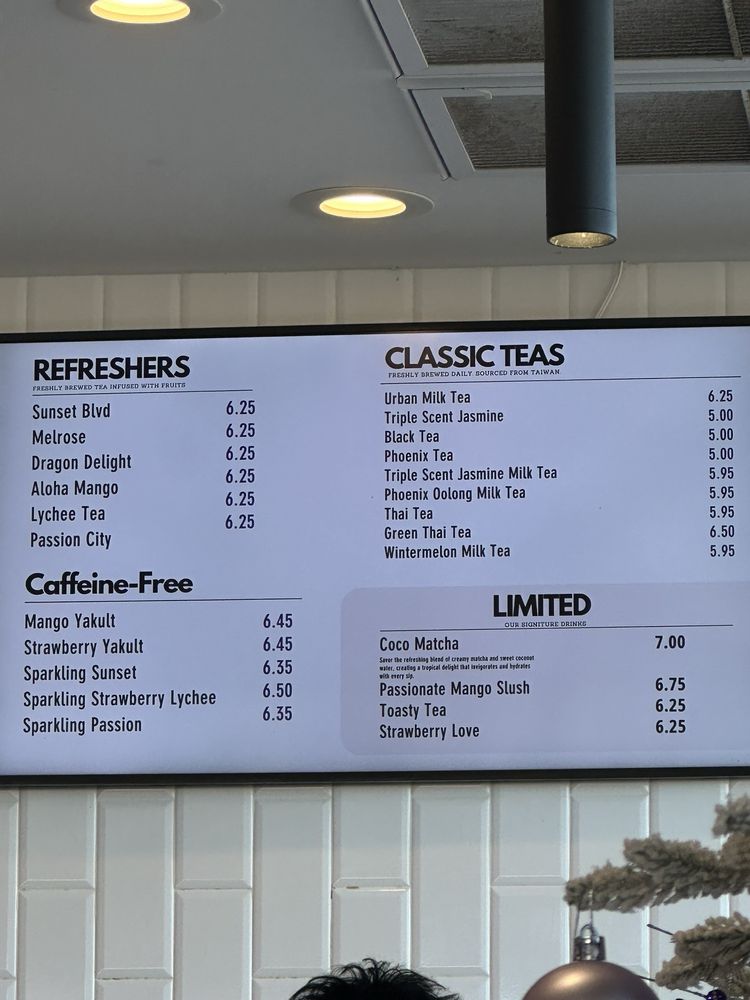 REFRESHERS
FRESHLY BREWED TEA INFUSED WITH FRUITS
Sunset Blvd 6.25
Melrose 6.25
Dragon Delight 6.25
Aloha Mango 6.25
Lychee Tea 6.25
Passion City 6.25
Caffeine-Free
Mango Yakult 6.45
Strawberry Yakult 6.45
Sparkling Sunset 6.35
Sparkling Strawberry Lychee 6.50
Sparkling Passion 6.35
CLASSIC TEAS
FRESHLY BREWED DAILY. SOURCED FROM TAIWAN.
Urban Milk Tea 6.25
Triple Scent Jasmine 5.00
Black Tea 5.00
Phoenix Tea 5.00
Triple Scent Jasmine Milk Tea 5.95
Phoenix Oolong Milk Tea 5.95
Thai Tea 5.95
Green Thai Tea 6.50
Wintermelon Milk Tea 5.95
LIMITED
OUR SIGNITURE DRINKS
Coco Matcha 7.00
Savor the refreshing blend of creamy matcha and sweet coconut
water, creating a tropical delight that invigorates and hydrates
with every sip.
Passionate Mango Slush 6.75
Toasty Tea 6.25
Strawberry Love 6.25